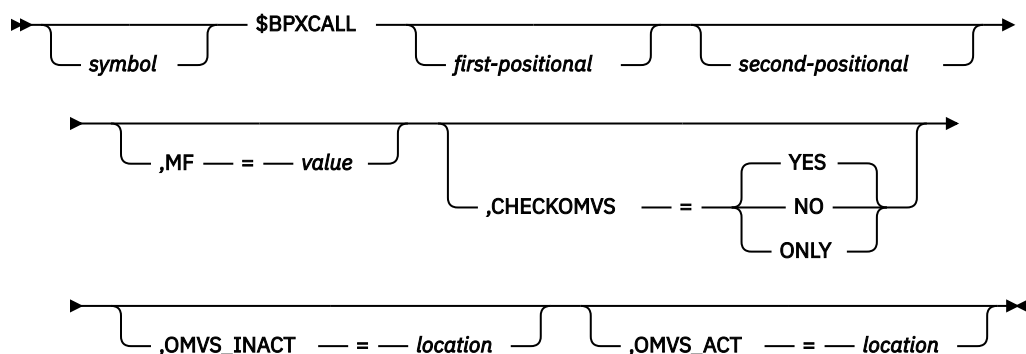 $BPXCALL
symbol first-positional second-positional
,MF = value YES
,CHECKOMVS = NO
ONLY
,OMVS_INACT = location ,OMVS_ACT = location